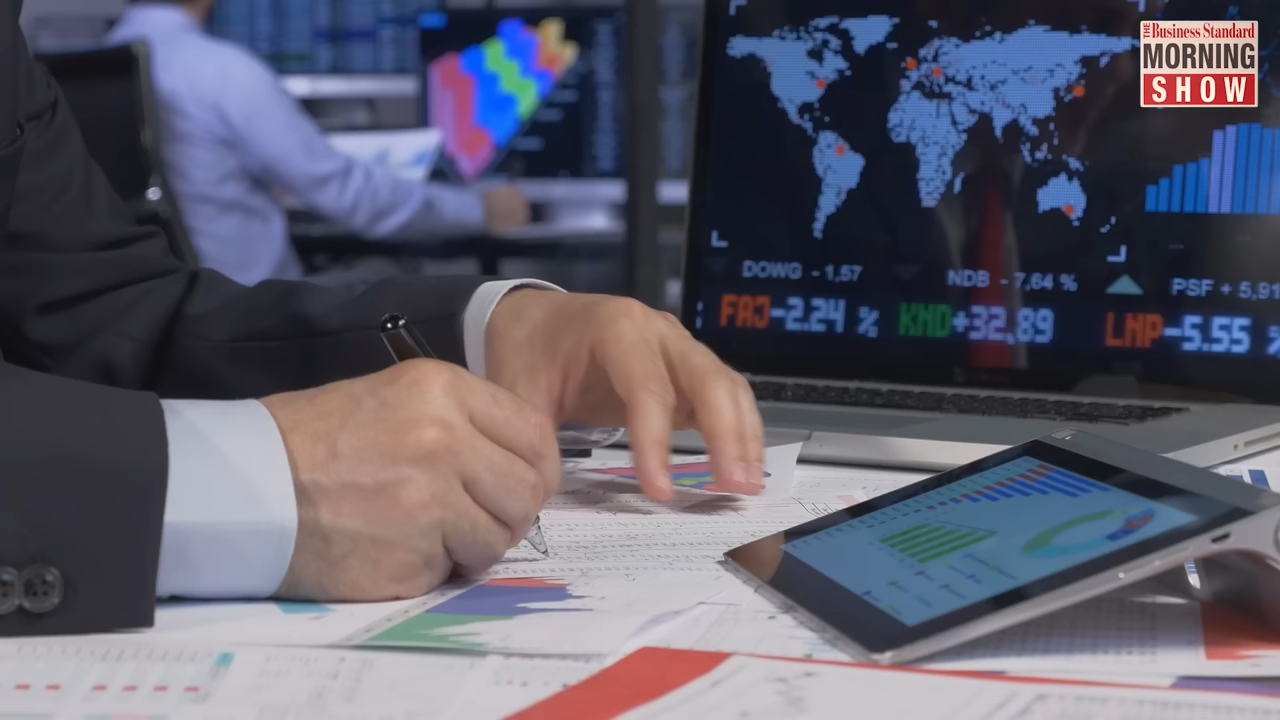 THE Business Standard
MORNING
SHOW
DOWG - 1,57
NDB - 7,64 %
PSF + 5,91
FAJ-2.24 %
KND+32,89
LNP-5.55 %